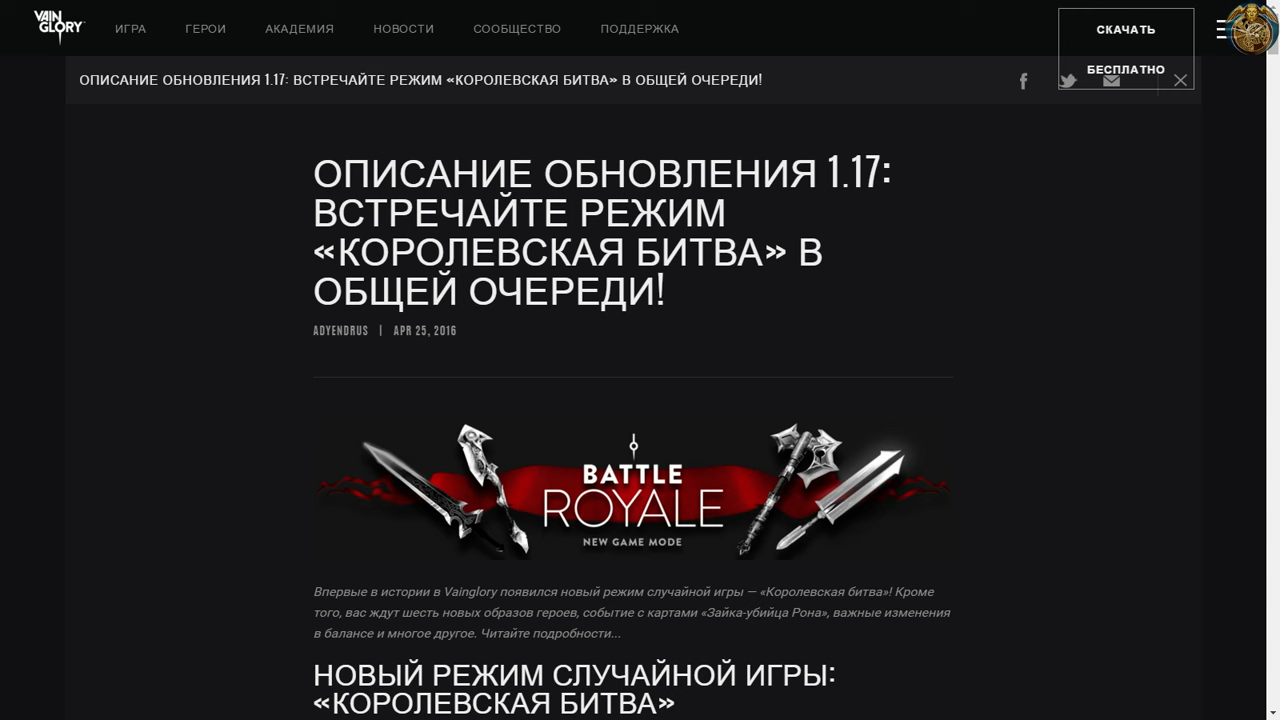 VAIN
GLORY
ИГРА
ГЕРОИ
АКАДЕМИЯ
НОВОСТИ
СООБЩЕСТВО
ПОДДЕРЖКА
СКАЧАТЬ
БЕСПЛАТНО
ОПИСАНИЕ ОБНОВЛЕНИЯ 1.17: ВСТРЕЧАЙТЕ РЕЖИМ «КОРОЛЕВСКАЯ БИТВА» В ОБЩЕЙ ОЧЕРЕДИ!
ОПИСАНИЕ ОБНОВЛЕНИЯ 1.17:
ВСТРЕЧАЙТЕ РЕЖИМ
«КОРОЛЕВСКАЯ БИТВА» В
ОБЩЕЙ ОЧЕРЕДИ!
ADYENDRUS | APR 25, 2016
BATTLE
ROYALE
NEW GAME MODE
Впервые в истории в Vainglory появился новый режим случайной игры — «Королевская битва»! Кроме
того, вас ждут шесть новых образов героев, событие с картами «Зайка-убийца Рона», важные изменения
в балансе и многое другое. Читайте подробности...
НОВЫЙ РЕЖИМ СЛУЧАЙНОЙ ИГРЫ:
«КОРОЛЕВСКАЯ БИТВА»